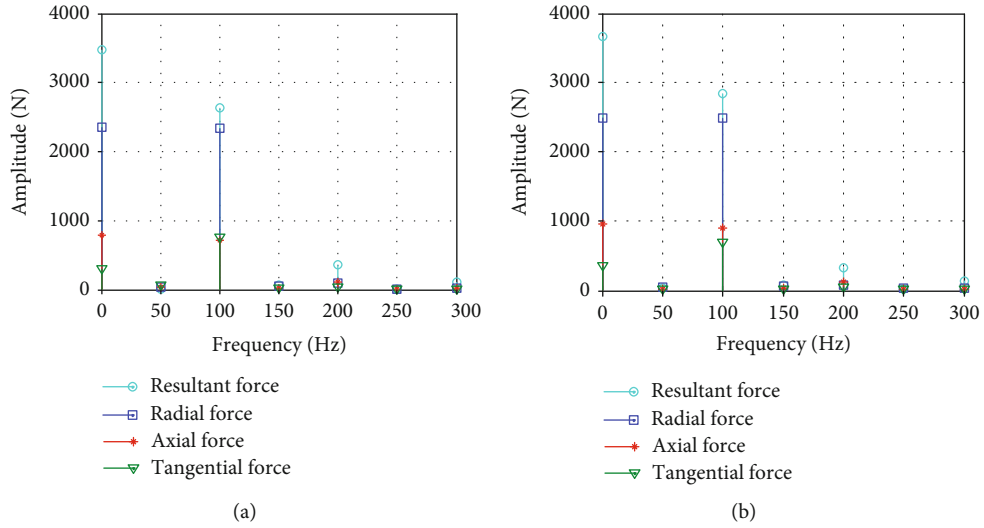 4000
3000
2000
1000
0
Amplitude (N)
0 50 100 150 200 250 300
Frequency (Hz)
Resultant force
Radial force
Axial force
Tangential force
(a)
4000
3000
2000
1000
0
Amplitude (N)
0 50 100 150 200 250 300
Frequency (Hz)
Resultant force
Radial force
Axial force
Tangential force
(b)